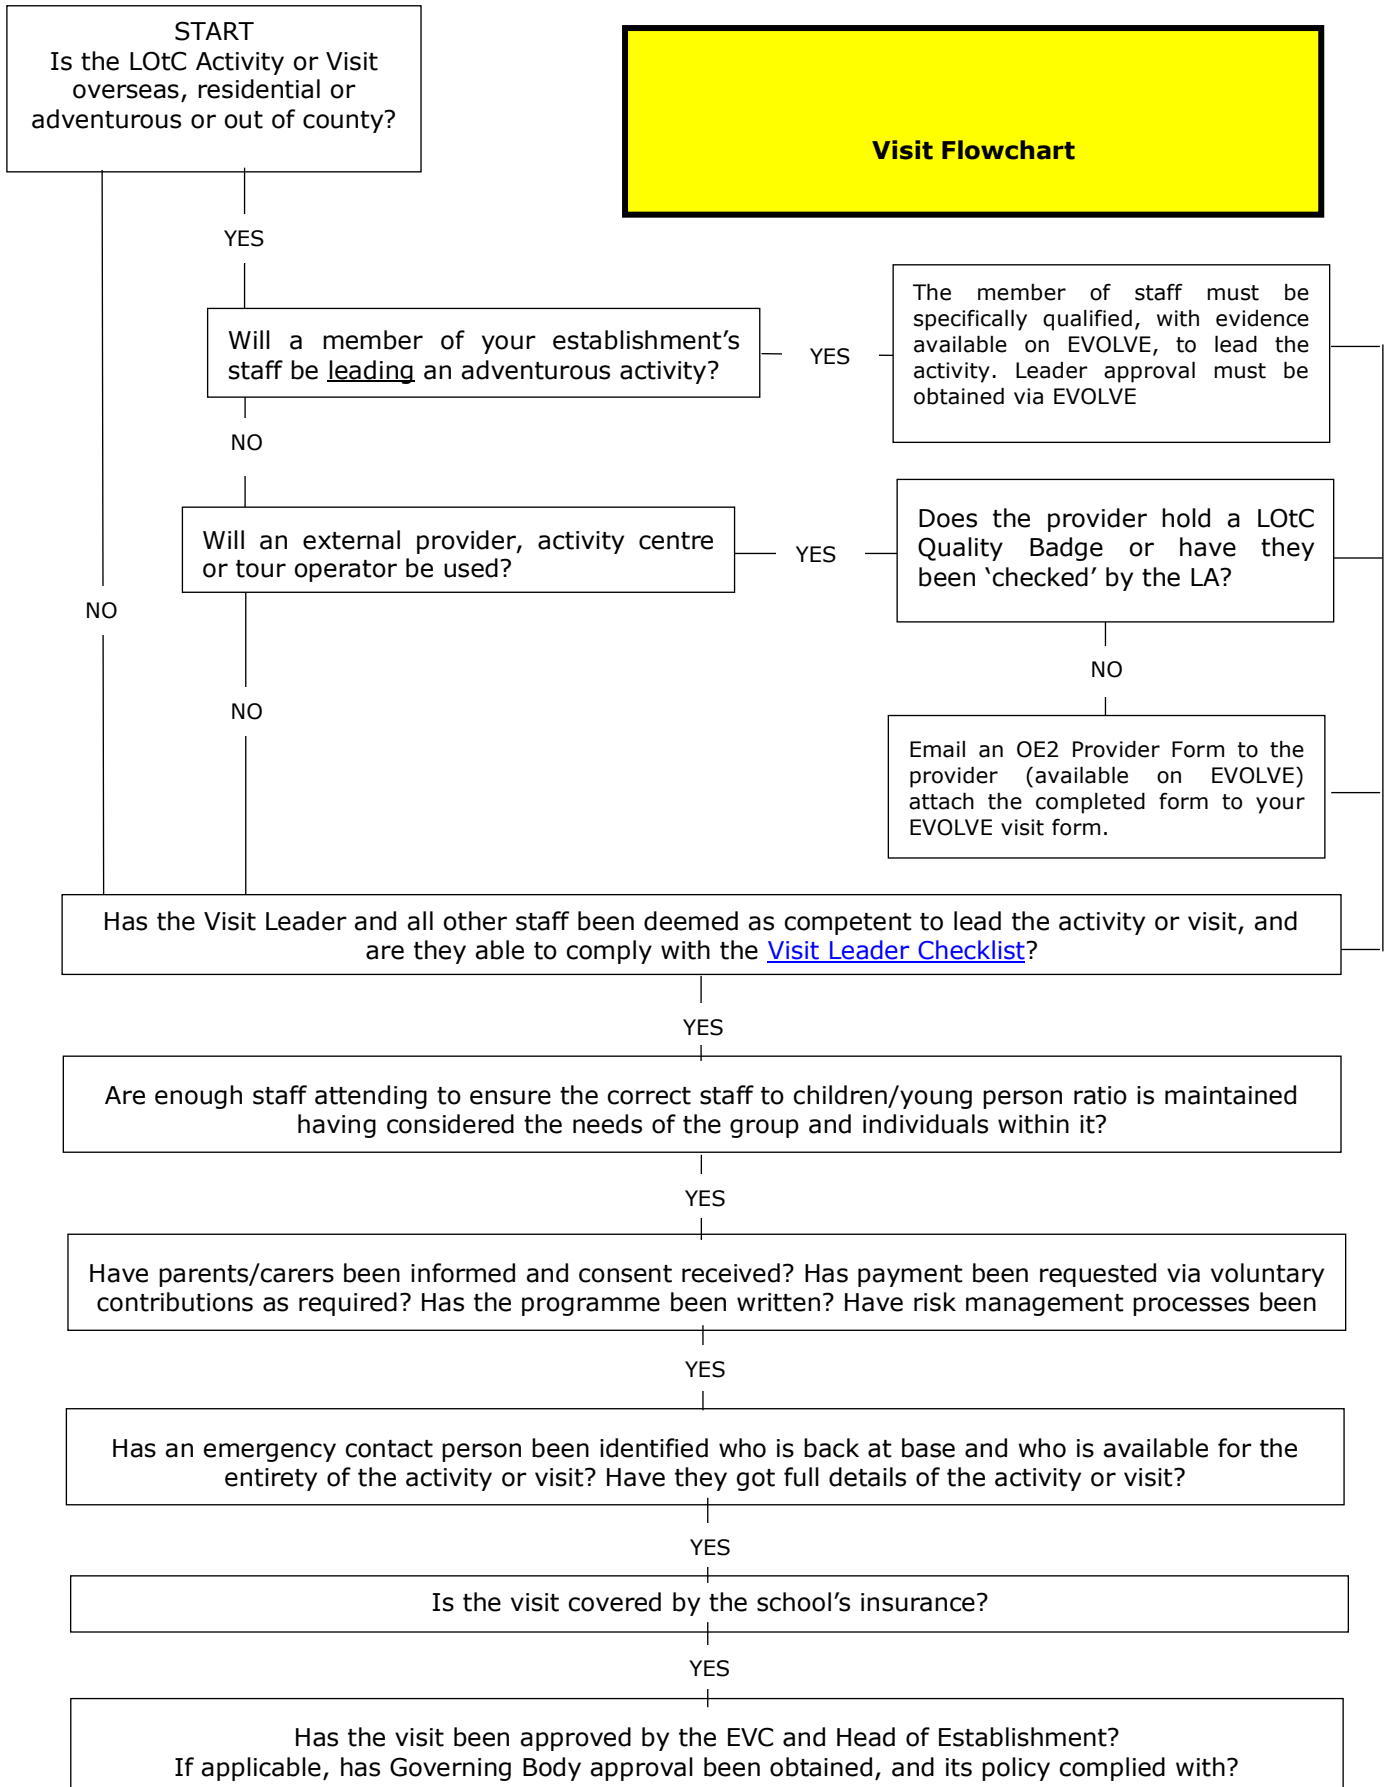 START
Is the LOtC Activity or Visit
overseas, residential or
adventurous or out of county?
Visit Flowchart
YES
Will a member of your establishment's
staff be leading an adventurous activity?
YES
The member of staff must be
specifically qualified, with evidence
available on EVOLVE, to lead the
activity. Leader approval must be
obtained via EVOLVE
NO
Will an external provider, activity centre
or tour operator be used?
YES
Does the provider hold a LOtC
Quality Badge or have they
been ‘checked’ by the LA?
NO
NO
NO
Email an OE2 Provider Form to the
provider (available on EVOLVE)
attach the completed form to your
EVOLVE visit form.
Has the Visit Leader and all other staff been deemed as competent to lead the activity or visit, and
are they able to comply with the Visit Leader Checklist?
YES
Are enough staff attending to ensure the correct staff to children/young person ratio is maintained
having considered the needs of the group and individuals within it?
YES
Have parents/carers been informed and consent received? Has payment been requested via voluntary
contributions as required? Has the programme been written? Have risk management processes been
YES
Has an emergency contact person been identified who is back at base and who is available for the
entirety of the activity or visit? Have they got full details of the activity or visit?
YES
Is the visit covered by the school’s insurance?
YES
Has the visit been approved by the EVC and Head of Establishment?
If applicable, has Governing Body approval been obtained, and its policy complied with?